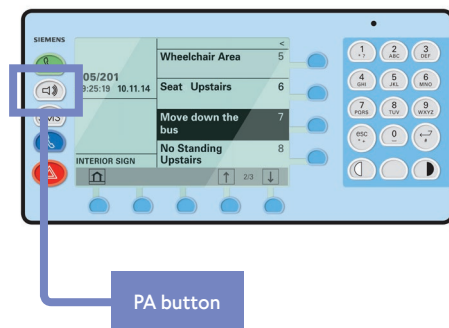 SIEMENS
<
Wheelchair Area 5
05/201
:25:19 10.11.14
Seat Upstairs 6
Move down the 7
bus
No Standing 8
Upstairs
INTERIOR SIGN
2/3
1 * ?
2 ABC
3 DEF
4 GHI
5 JKL
6 MNO
7 PQRS
8 TUV
9 WXYZ
esc
0
#
PA button